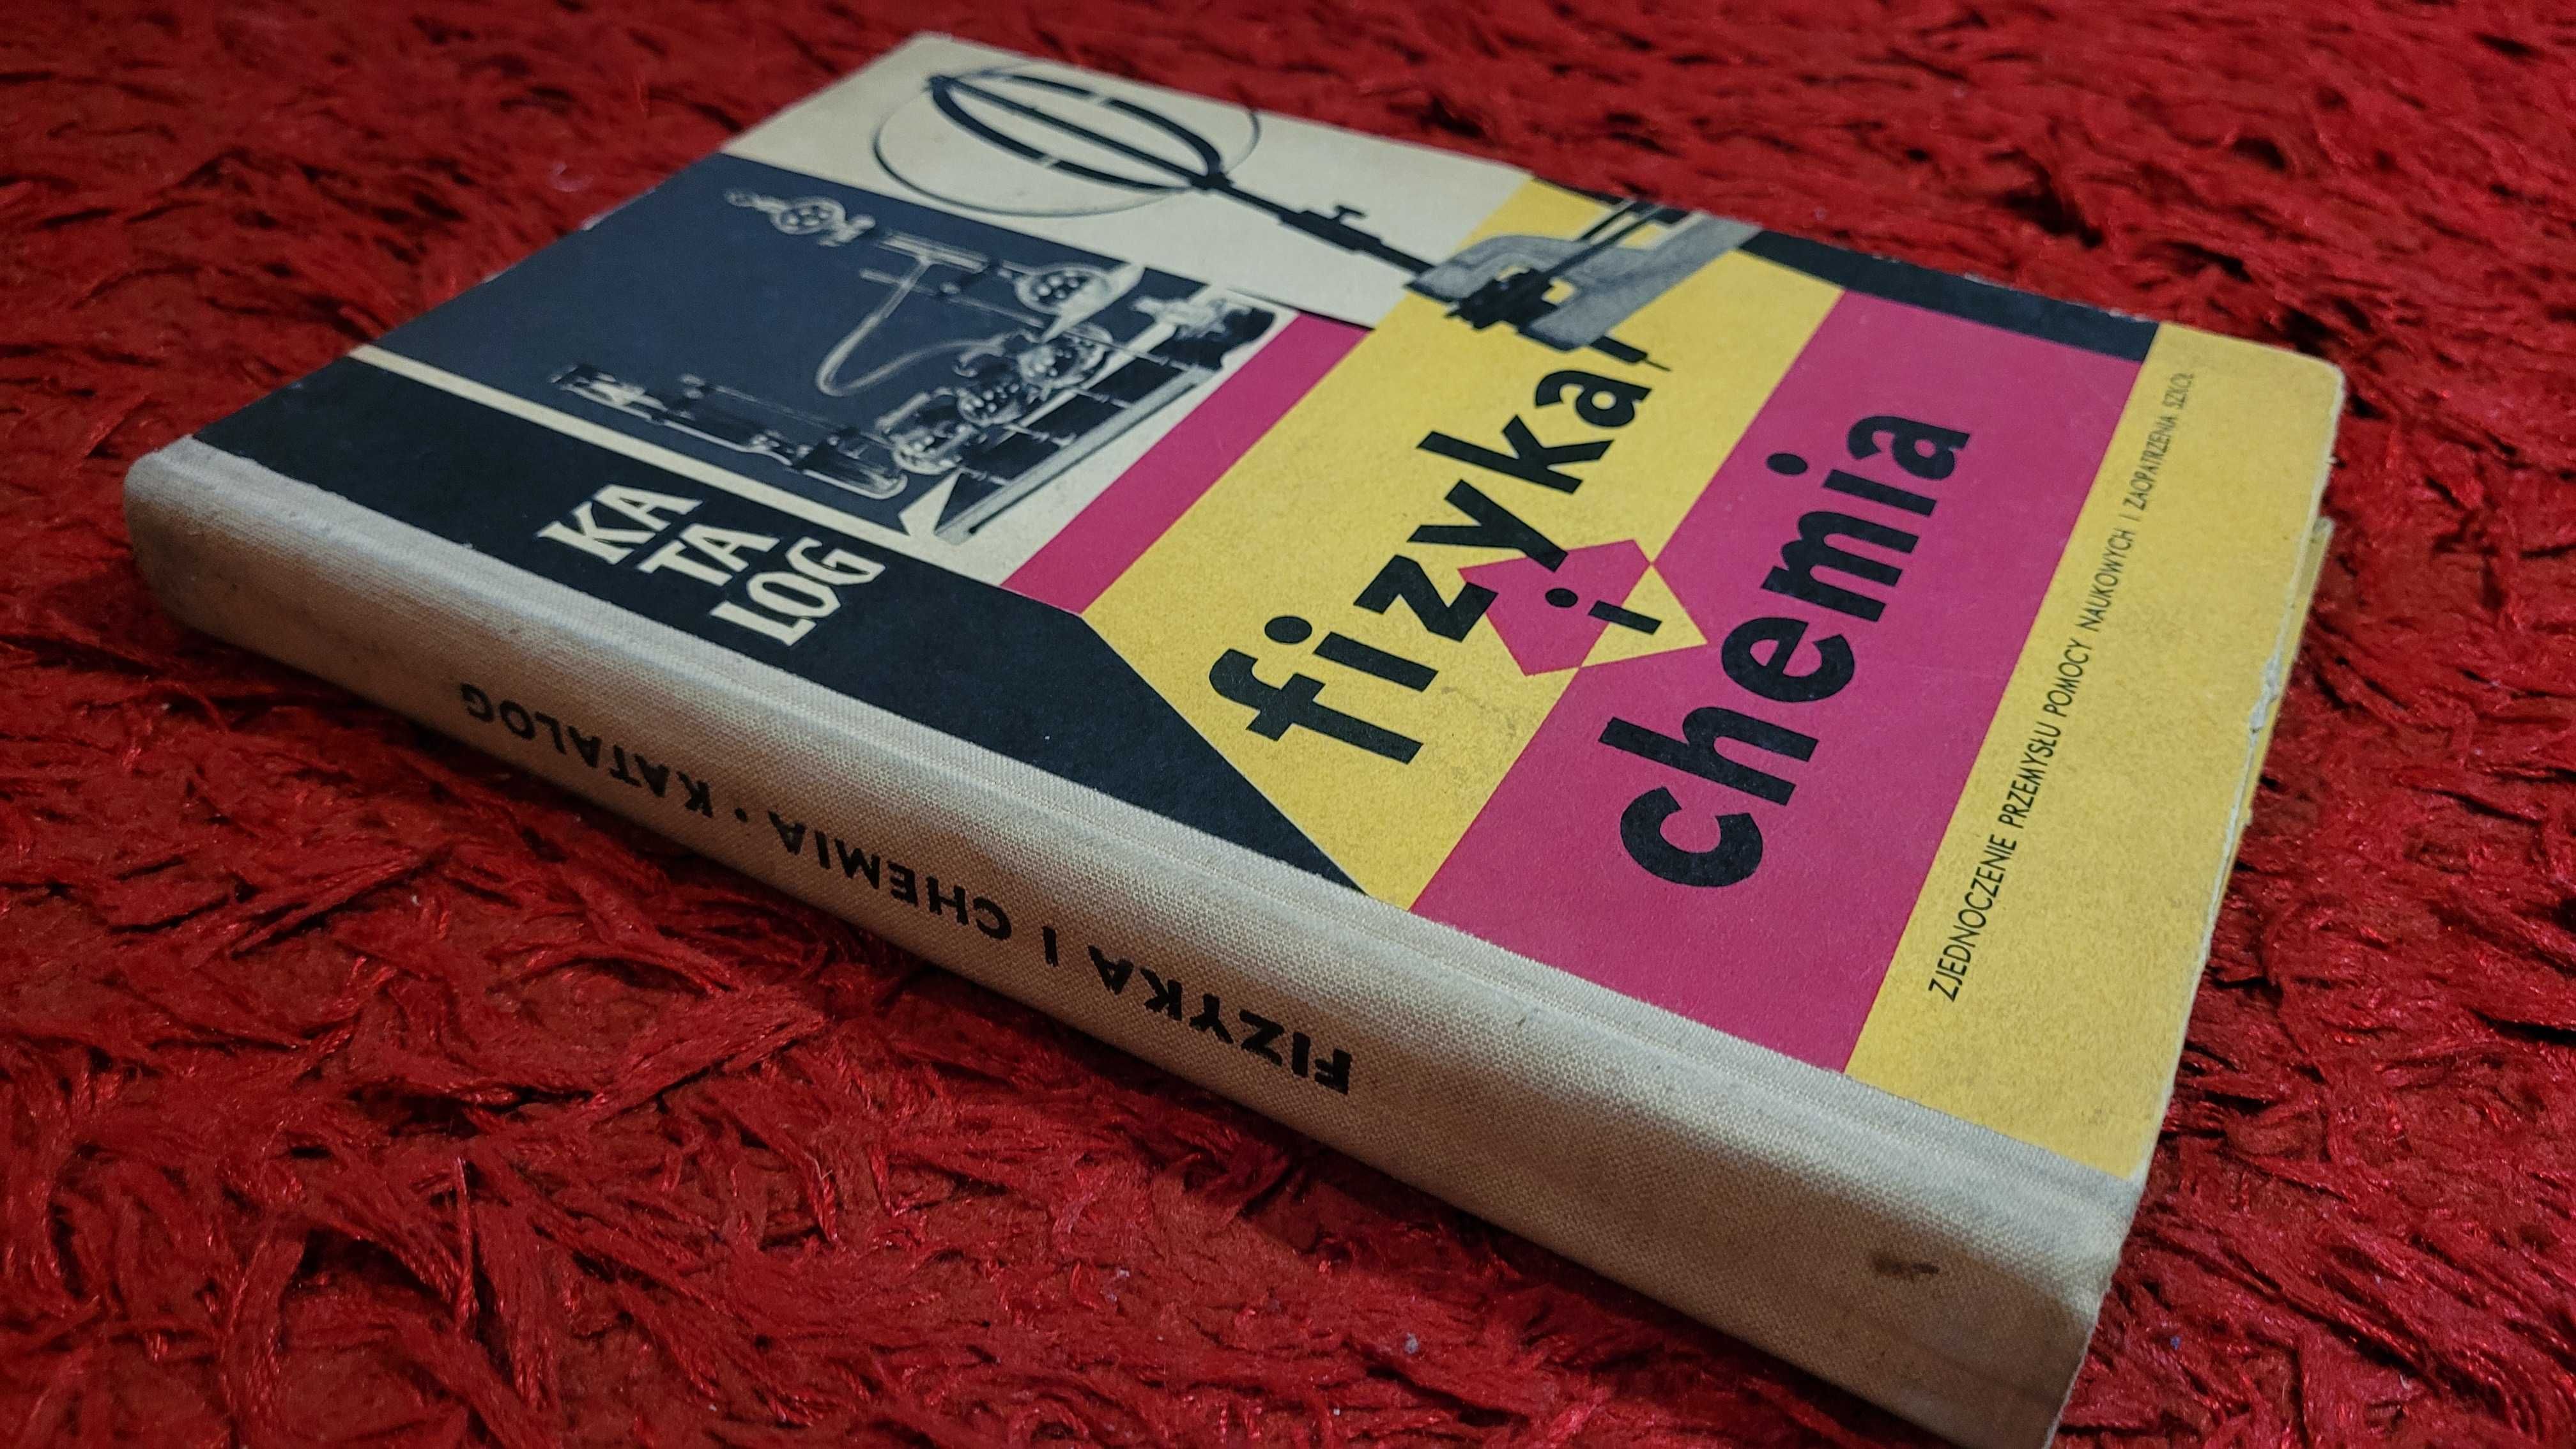 KA
TA
LOG
fizyka
i
chemia
ZJEDNOCZENIE PRZEMYSŁU POMOCY NAUKOWYCH I ZAOPATRZENIA SZKÓŁ
FIZYKA I CHEMIA · KATALOG